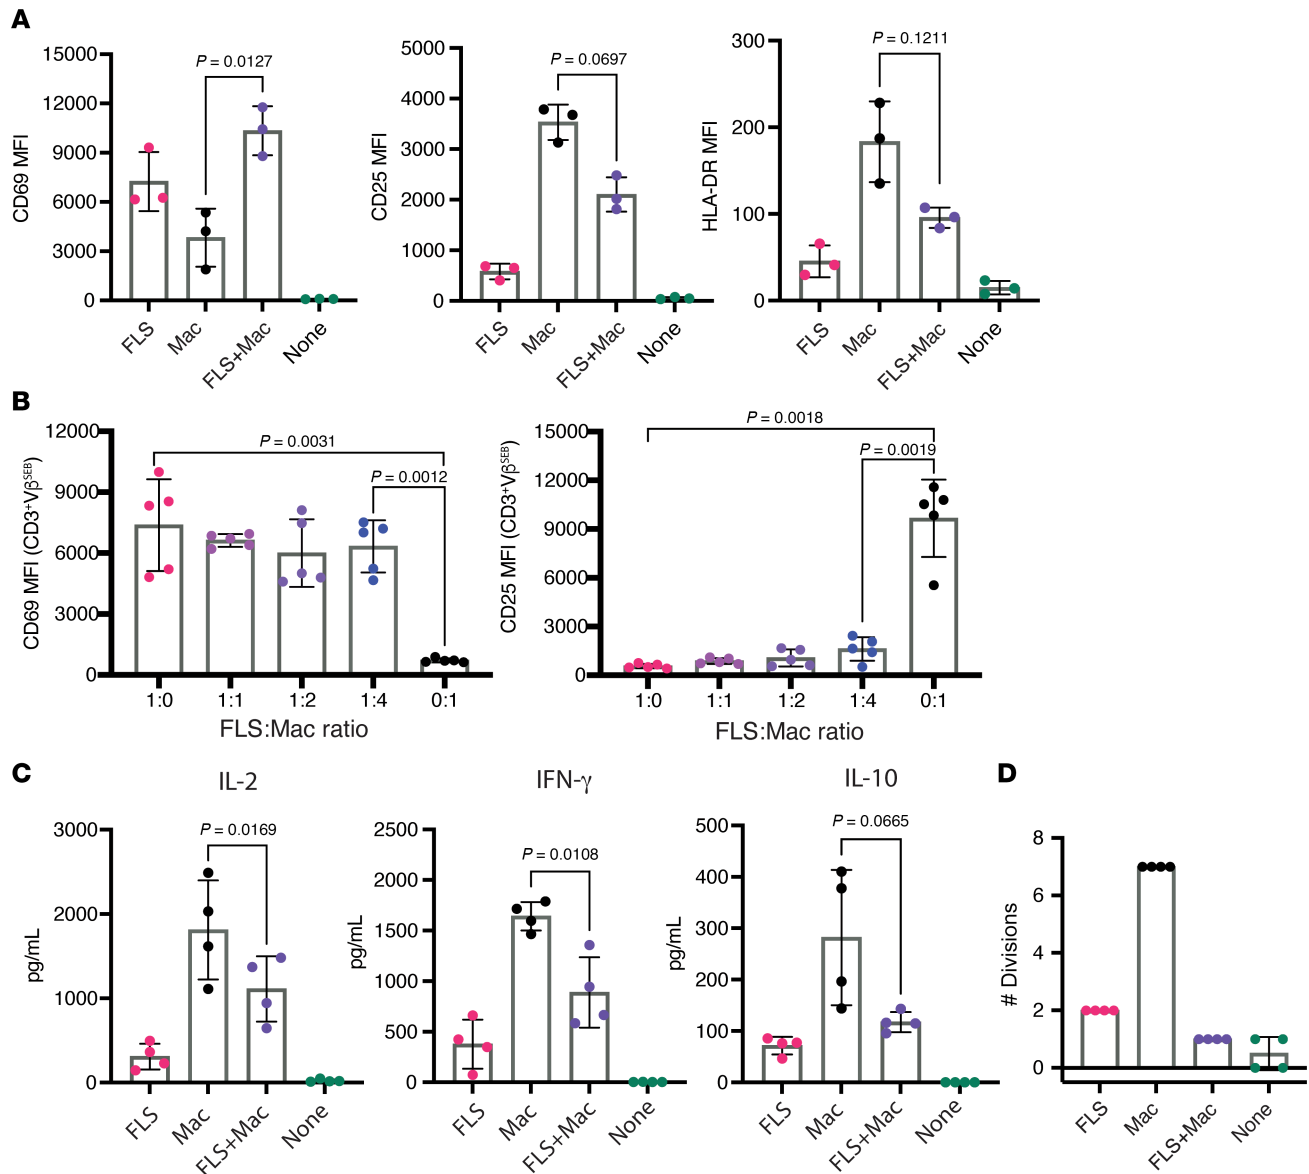 A
CD69 MFI
15000
12000
9000
6000
3000
0
P = 0.0127
FLS
Mac
FLS+Mac
None
CD25 MFI
5000
4000
3000
2000
1000
0
P = 0.0697
FLS
Mac
FLS+Mac
None
HLA-DR MFI
300
200
100
0
P = 0.1211
FLS
Mac
FLS+Mac
None
B
CD69 MFI (CD3⁺Vβˢᴱᴮ)
12000
9000
6000
3000
0
P = 0.0031
P = 0.0012
1:0 1:1 1:2 1:4 0:1
FLS:Mac ratio
CD25 MFI (CD3⁺Vβˢᴱᴮ)
15000
12000
9000
6000
3000
0
P = 0.0018
P = 0.0019
1:0 1:1 1:2 1:4 0:1
FLS:Mac ratio
C
IL-2
pg/mL
3000
2000
1000
0
P = 0.0169
FLS
Mac
FLS+Mac
None
IFN-γ
pg/mL
2500
2000
1500
1000
500
0
P = 0.0108
FLS
Mac
FLS+Mac
None
IL-10
pg/mL
500
400
300
200
100
0
P = 0.0665
FLS
Mac
FLS+Mac
None
D
# Divisions
8
6
4
2
0
FLS
Mac
FLS+Mac
None